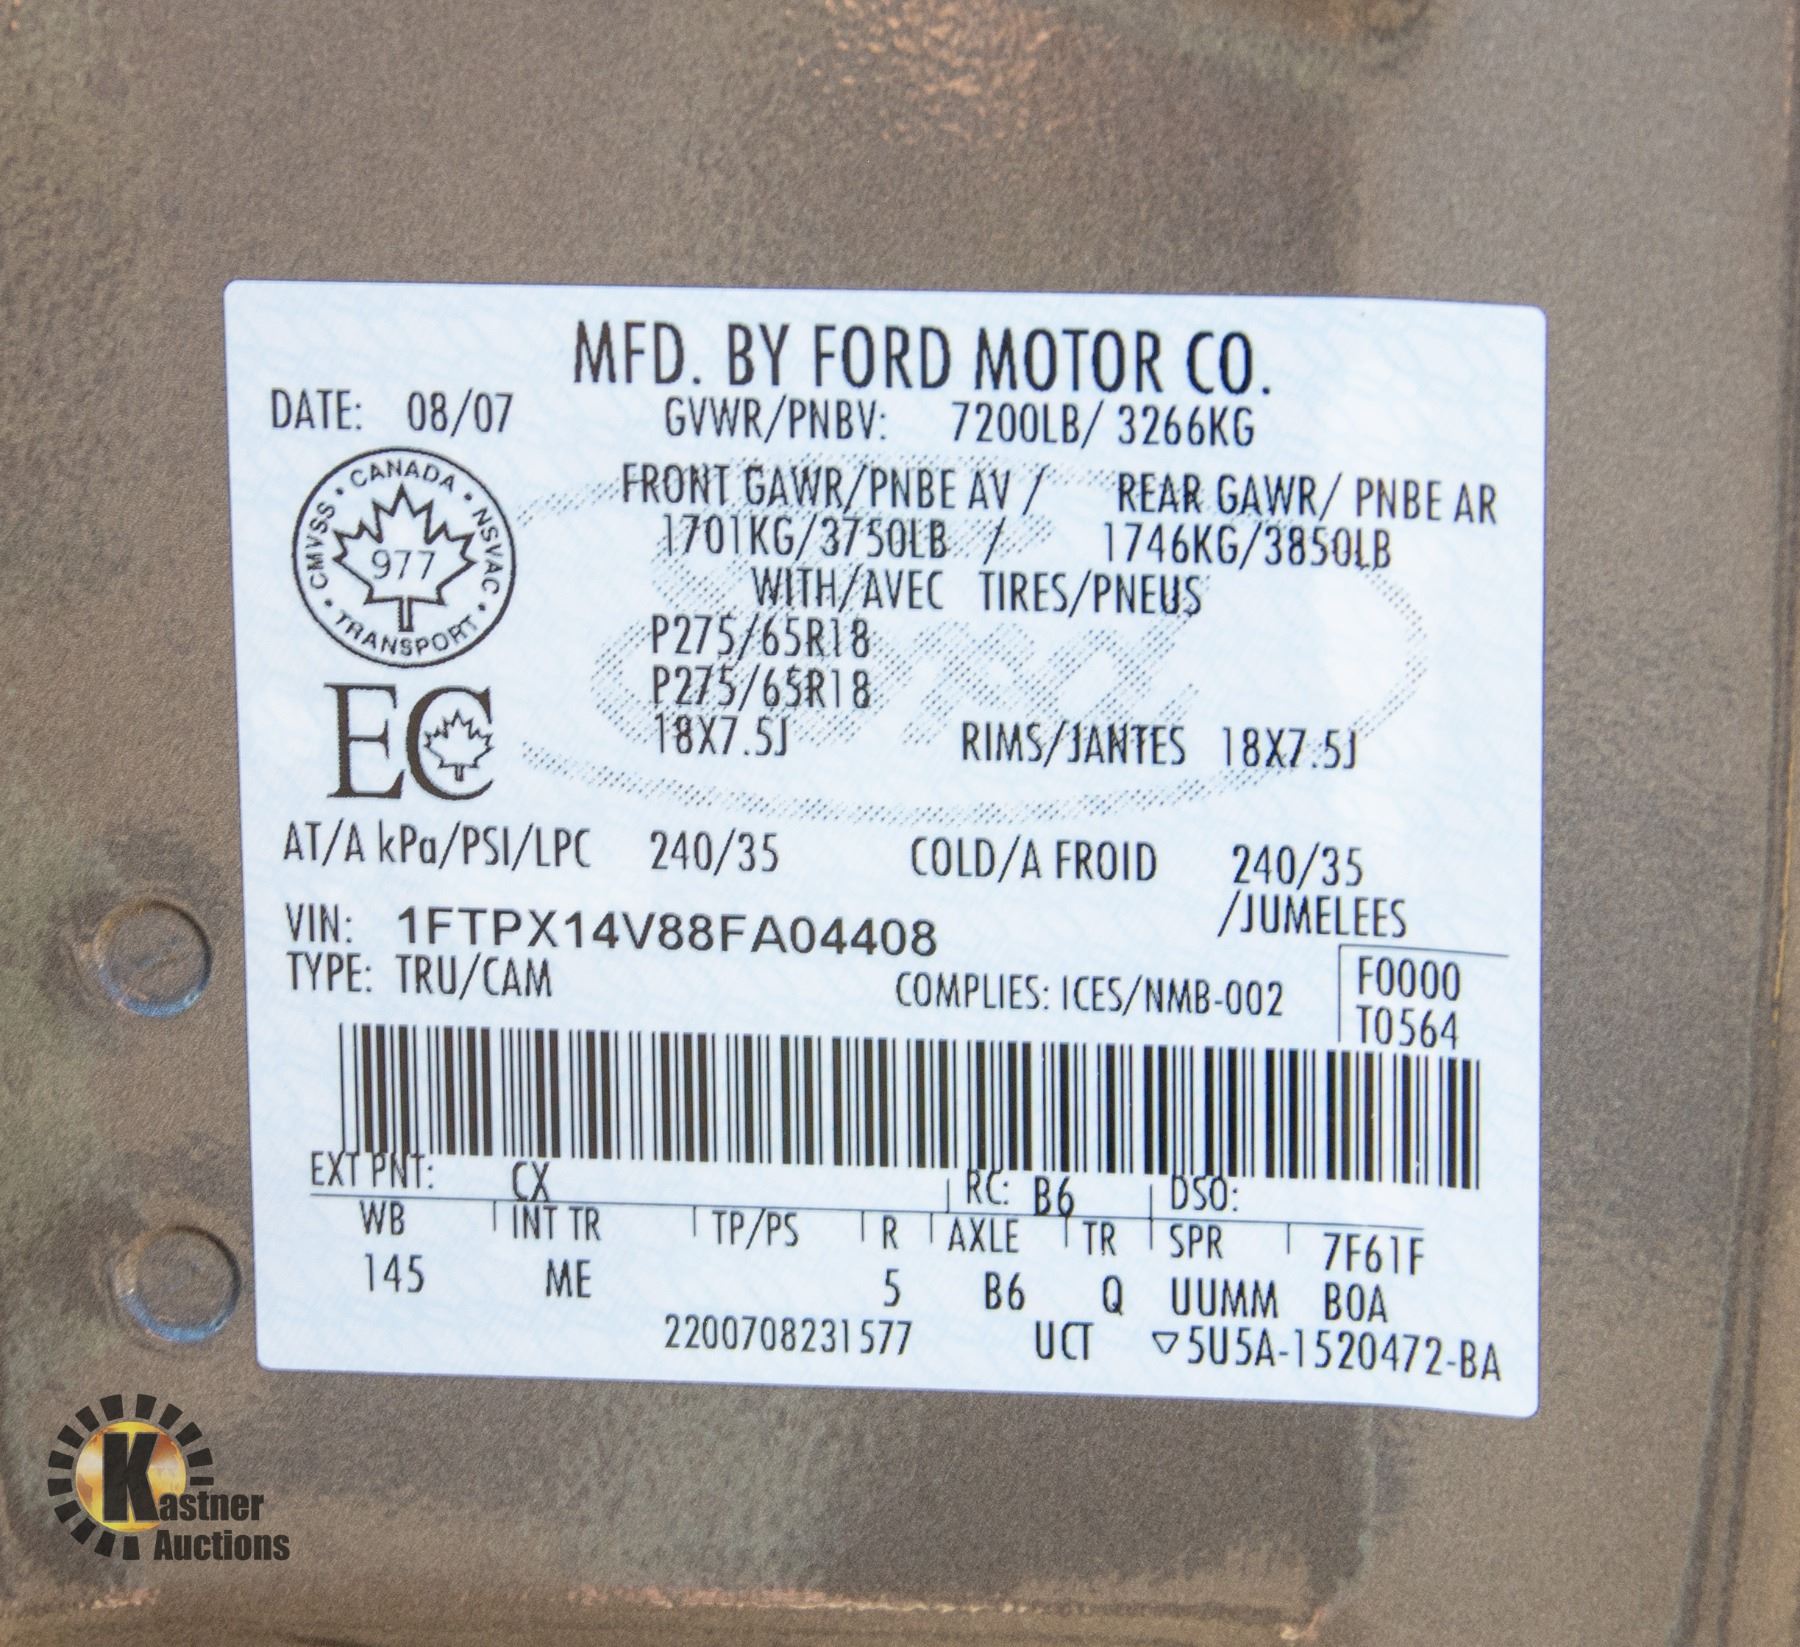 MFD. BY FORD MOTOR CO.
DATE: 08/07 GVWR/PNBV: 7200LB/ 3266KG
CANADA • NSVAC • TRANSPORT • CMVSS •
977
FRONT GAWR/PNBE AV / REAR GAWR/ PNBE AR
1701KG/3750LB / 1746KG/3850LB
WITH/AVEC TIRES/PNEUS
P275/65R18
P275/65R18
18X7.5J RIMS/JANTES 18X7.5J
EC
AT/A kPa/PSI/LPC 240/35 COLD/A FROID 240/35
/JUMELEES
VIN: 1FTPX14V88FA04408
TYPE: TRU/CAM COMPLIES: ICES/NMB-002
F0000
T0564
EXT PNT: CX RC: B6 DSO:
WB INT TR TP/PS R AXLE TR SPR 7F61F
145 ME 5 B6 Q UUMM B0A
2200708231577 UCT ▽5U5A-1520472-BA
Kastner
Auctions